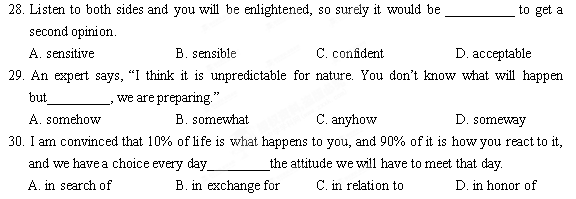 28. Listen to both sides and you will be enlightened, so surely it would be __________ to get a
second opinion.
A. sensitive B. sensible C. confident D. acceptable
29. An expert says, “I think it is unpredictable for nature. You don’t know what will happen
but_________, we are preparing.”
A. somehow B. somewhat C. anyhow D. someway
30. I am convinced that 10% of life is what happens to you, and 90% of it is how you react to it,
and we have a choice every day_________the attitude we will have to meet that day.
A. in search of B. in exchange for C. in relation to D. in honor of